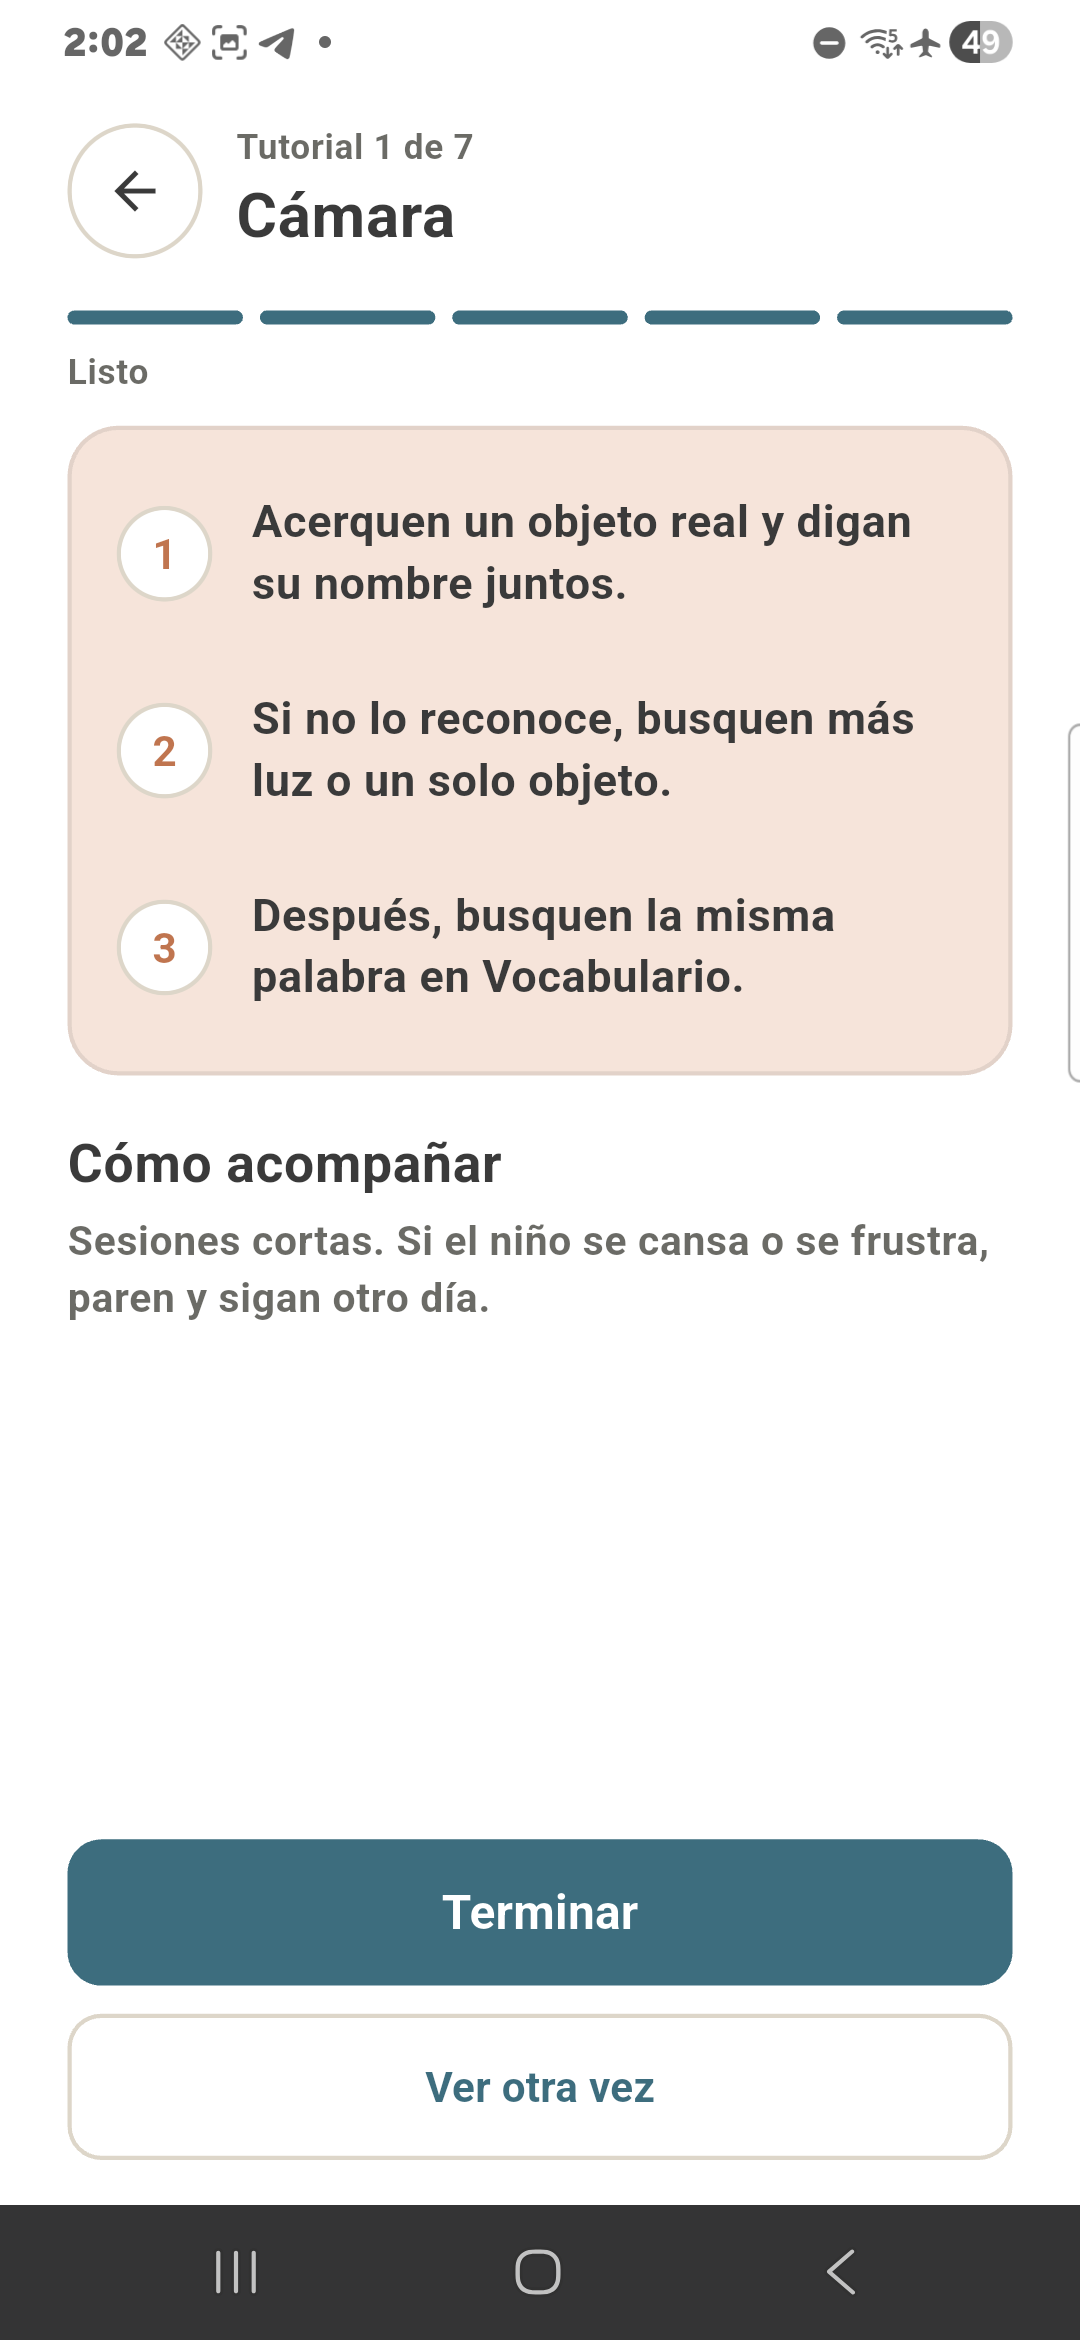 2:02
5
49
Tutorial 1 de 7
Cámara
Listo
1
Acerquen un objeto real y digan
su nombre juntos.
2
Si no lo reconoce, busquen más
luz o un solo objeto.
3
Después, busquen la misma
palabra en Vocabulario.
Cómo acompañar
Sesiones cortas. Si el niño se cansa o se frustra,
paren y sigan otro día.
Terminar
Ver otra vez